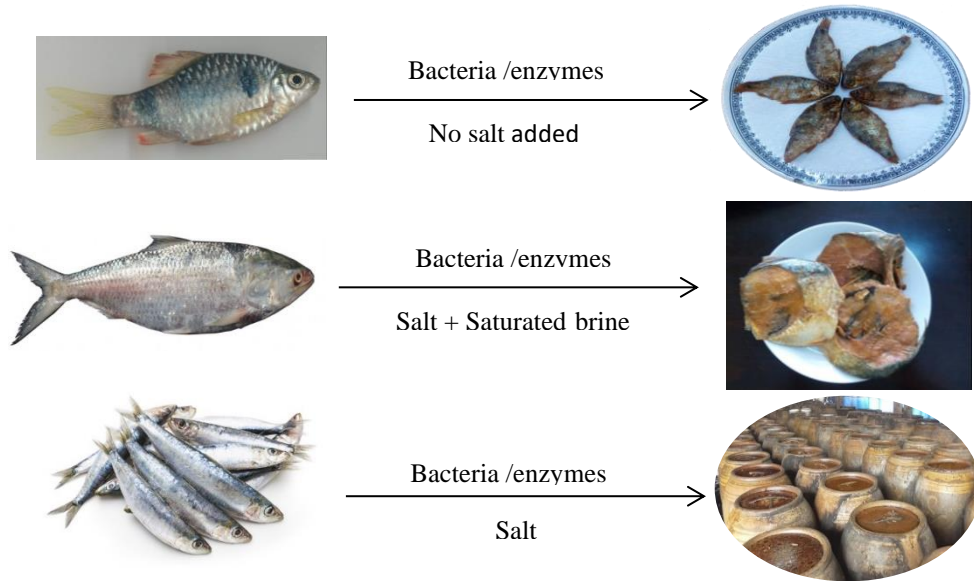 Bacteria /enzymes
No salt added
Bacteria /enzymes
Salt + Saturated brine
Bacteria /enzymes
Salt